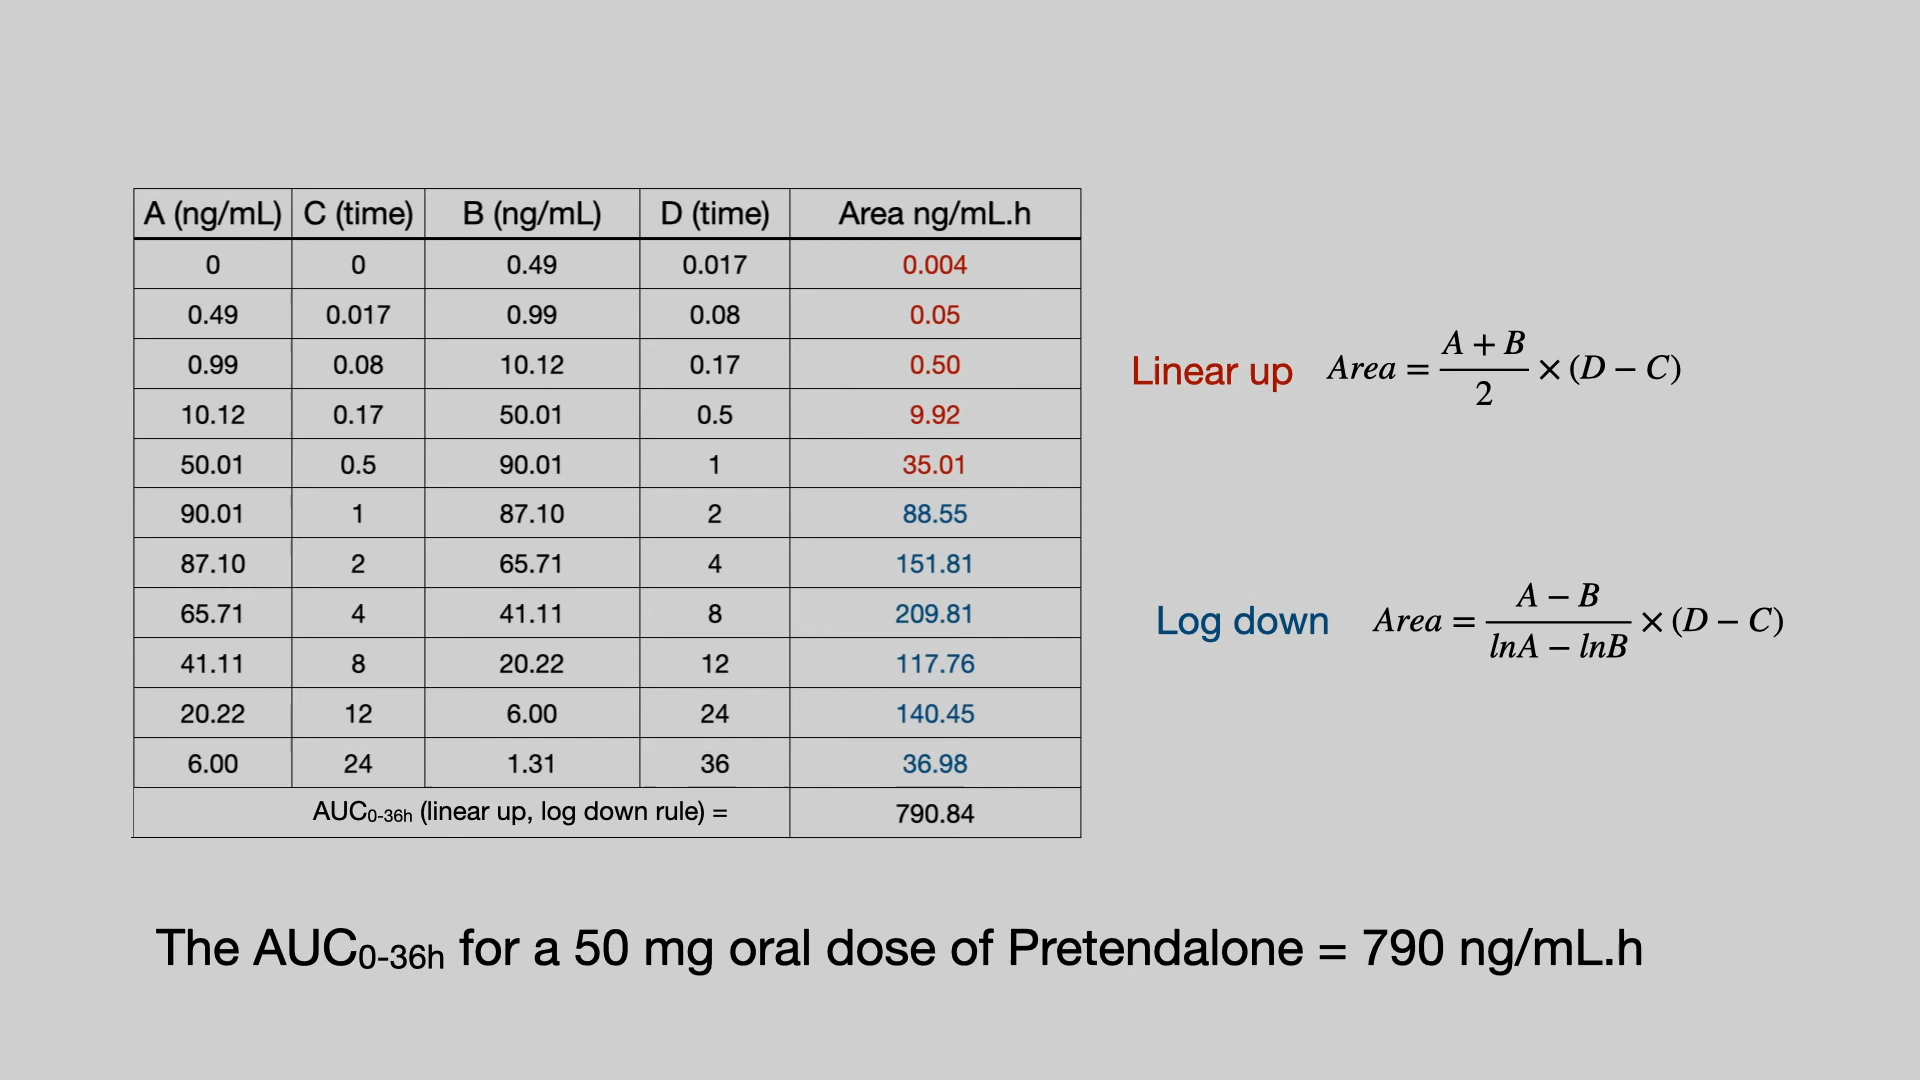 A (ng/mL) C (time) B (ng/mL) D (time) Area ng/mL.h
0 0 0.49 0.017 0.004
0.49 0.017 0.99 0.08 0.05
0.99 0.08 10.12 0.17 0.50
10.12 0.17 50.01 0.5 9.92
50.01 0.5 90.01 1 35.01
90.01 1 87.10 2 88.55
87.10 2 65.71 4 151.81
65.71 4 41.11 8 209.81
41.11 8 20.22 12 117.76
20.22 12 6.00 24 140.45
6.00 24 1.31 36 36.98
AUC0-36h (linear up, log down rule) = 790.84
Linear up Area = (A + B)/2 × (D − C)
Log down Area = (A − B)/(lnA − lnB) × (D − C)
The AUC0-36h for a 50 mg oral dose of Pretendalone = 790 ng/mL.h